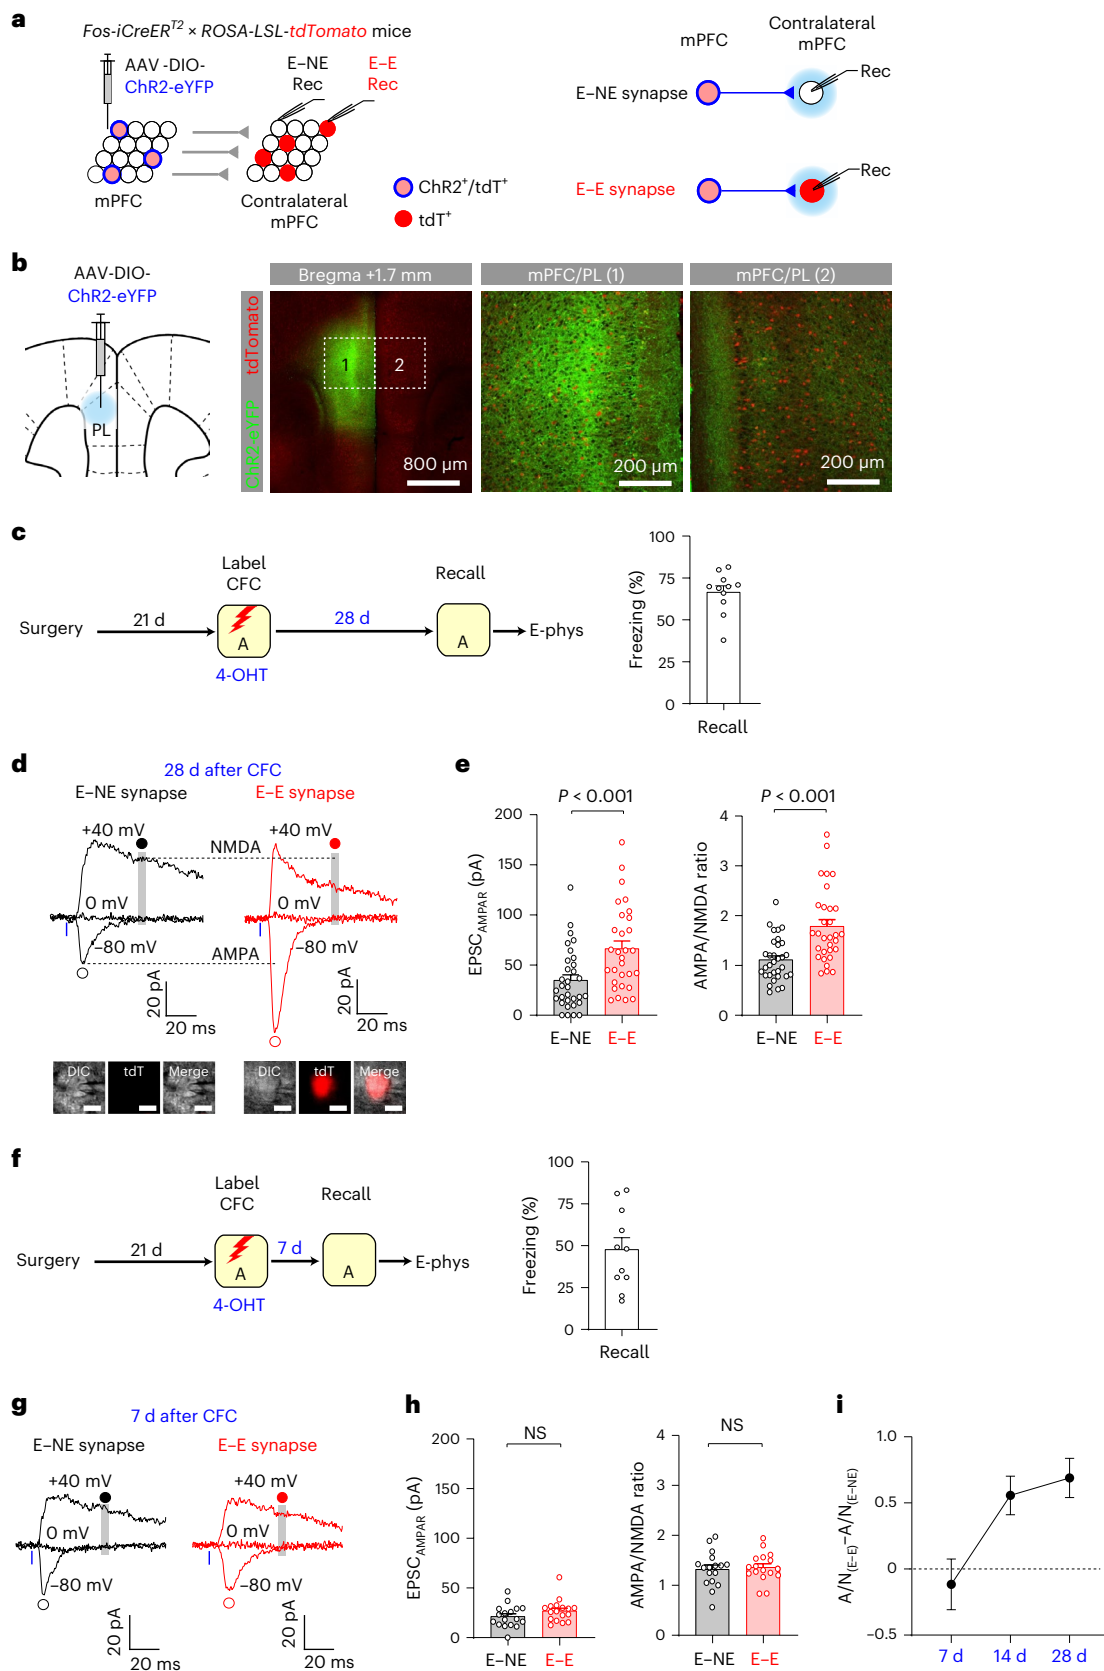 a
Fos-iCreER^T2 × ROSA-LSL-tdTomato mice
AAV -DIO-
ChR2-eYFP
E–NE
Rec
E–E
Rec
mPFC
Contralateral
mPFC
ChR2+/tdT+
tdT+
mPFC
Contralateral
mPFC
E–NE synapse
Rec
E–E synapse
Rec
b
AAV-DIO-
ChR2-eYFP
PL
ChR2-eYFP tdTomato
Bregma +1.7 mm
1
2
800 µm
mPFC/PL (1)
200 µm
mPFC/PL (2)
200 µm
c
Surgery
21 d
Label
CFC
A
4-OHT
28 d
Recall
A
E-phys
Freezing (%)
100
75
50
25
0
Recall
d
28 d after CFC
E–NE synapse
E–E synapse
+40 mV
+40 mV
NMDA
0 mV
0 mV
–80 mV
–80 mV
AMPA
20 pA
20 ms
20 pA
20 ms
DIC
tdT
Merge
DIC
tdT
Merge
e
P < 0.001
EPSC_AMPAR (pA)
200
150
100
50
0
E–NE
E–E
P < 0.001
AMPA/NMDA ratio
4
3
2
1
0
E–NE
E–E
f
Surgery
21 d
Label
CFC
A
4-OHT
7 d
Recall
A
E-phys
Freezing (%)
100
75
50
25
0
Recall
g
7 d after CFC
E–NE synapse
E–E synapse
+40 mV
+40 mV
0 mV
0 mV
–80 mV
–80 mV
20 pA
20 ms
20 pA
20 ms
h
NS
EPSC_AMPAR (pA)
200
150
100
50
0
E–NE
E–E
NS
AMPA/NMDA ratio
4
3
2
1
0
E–NE
E–E
i
A/N(E–E)–A/N(E–NE)
1.0
0.5
0
–0.5
7 d
14 d
28 d